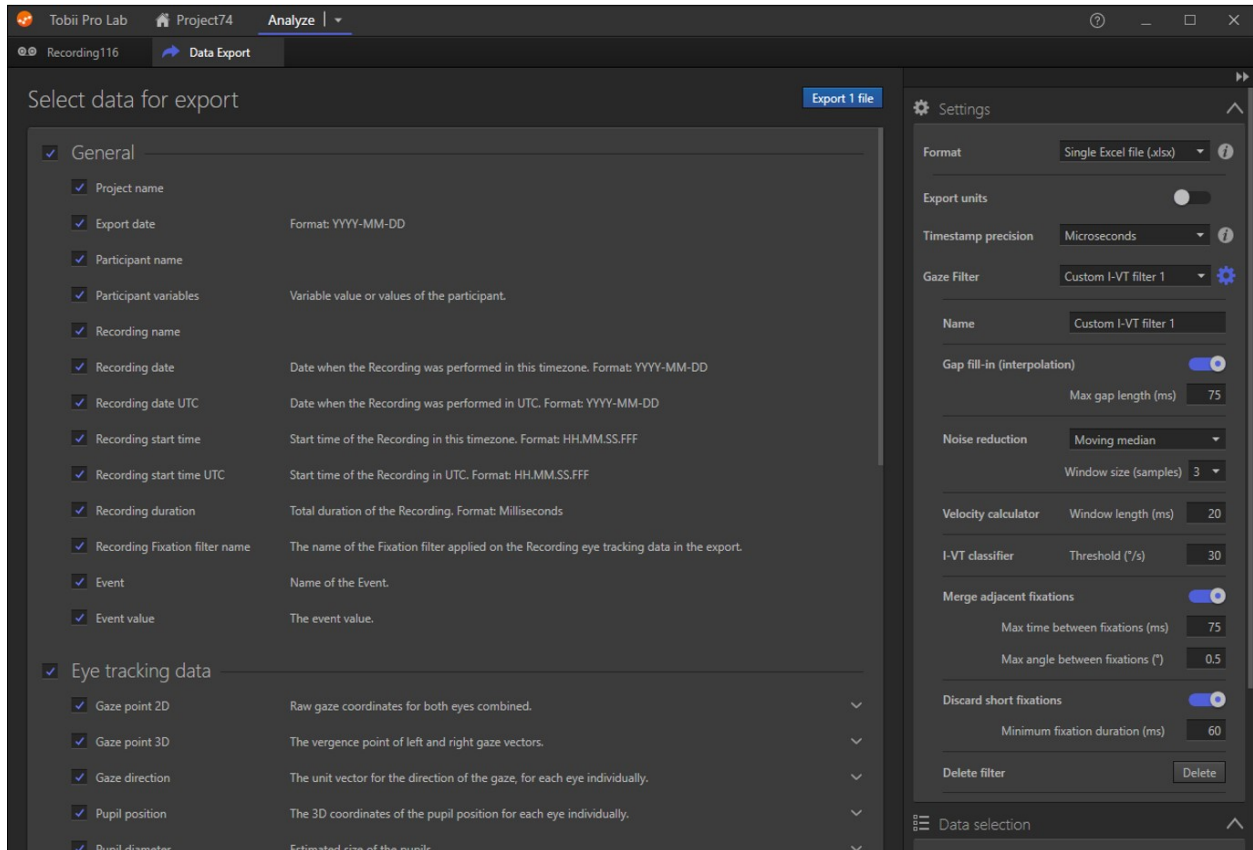 Tobii Pro Lab Project74 Analyze
Recording116 Data Export
Select data for export
Export 1 file
General
Project name
Export date Format: YYYY-MM-DD
Participant name
Participant variables Variable value or values of the participant.
Recording name
Recording date Date when the Recording was performed in this timezone. Format: YYYY-MM-DD
Recording date UTC Date when the Recording was performed in UTC. Format: YYYY-MM-DD
Recording start time Start time of the Recording in this timezone. Format: HH.MM.SS.FFF
Recording start time UTC Start time of the Recording in UTC. Format: HH.MM.SS.FFF
Recording duration Total duration of the Recording. Format: Milliseconds
Recording Fixation filter name The name of the Fixation filter applied on the Recording eye tracking data in the export.
Event Name of the Event.
Event value The event value.
Eye tracking data
Gaze point 2D Raw gaze coordinates for both eyes combined.
Gaze point 3D The vergence point of left and right gaze vectors.
Gaze direction The unit vector for the direction of the gaze, for each eye individually.
Pupil position The 3D coordinates of the pupil position for each eye individually.
Pupil diameter Estimated size of the pupils
Settings
Format Single Excel file (.xlsx)
Export units
Timestamp precision Microseconds
Gaze Filter Custom I-VT filter 1
Name Custom I-VT filter 1
Gap fill-in (interpolation)
Max gap length (ms) 75
Noise reduction Moving median
Window size (samples) 3
Velocity calculator Window length (ms) 20
I-VT classifier Threshold (°/s) 30
Merge adjacent fixations
Max time between fixations (ms) 75
Max angle between fixations (°) 0.5
Discard short fixations
Minimum fixation duration (ms) 60
Delete filter Delete
Data selection